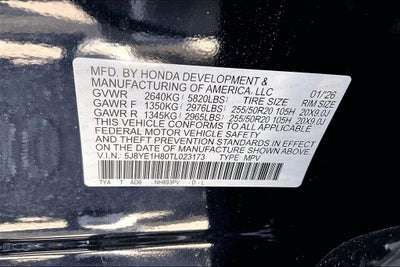 MFD. BY HONDA DEVELOPMENT &
MANUFACTURING OF AMERICA, LLC 01/26
GVWR 2640KG ( 5820LBS) TIRE SIZE RIM SIZE
GAWR F 1350KG ( 2976LBS) 255/50R20 105H 20X9.0J
GAWR R 1345KG ( 2965LBS) 255/50R20 105H 20X9.0J
THIS VEHICLE CONFORMS TO ALL APPLICABLE
FEDERAL MOTOR VEHICLE SAFETY
AND THEFT PREVENTION STANDARDS IN EFFECT
ON THE DATE OF MANUFACTURE SHOWN ABOVE.
V.I.N.: 5J8YE1H80TL023173 TYPE: MPV
TYA T AD6 NH893PV - D - L